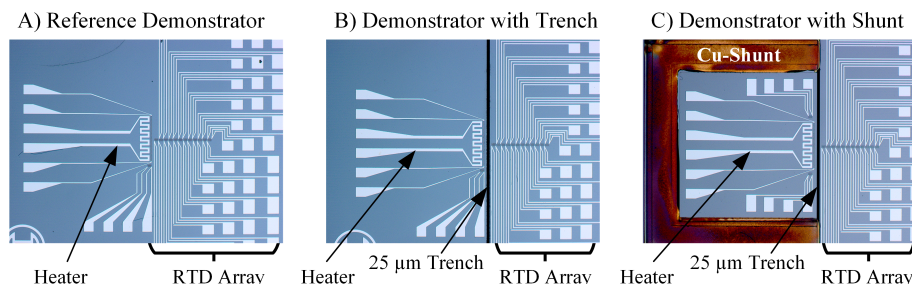 A) Reference Demonstrator
B) Demonstrator with Trench
C) Demonstrator with Shunt
Cu-Shunt
Heater
RTD Array
Heater
25 µm Trench
RTD Array
Heater
25 µm Trench
RTD Array